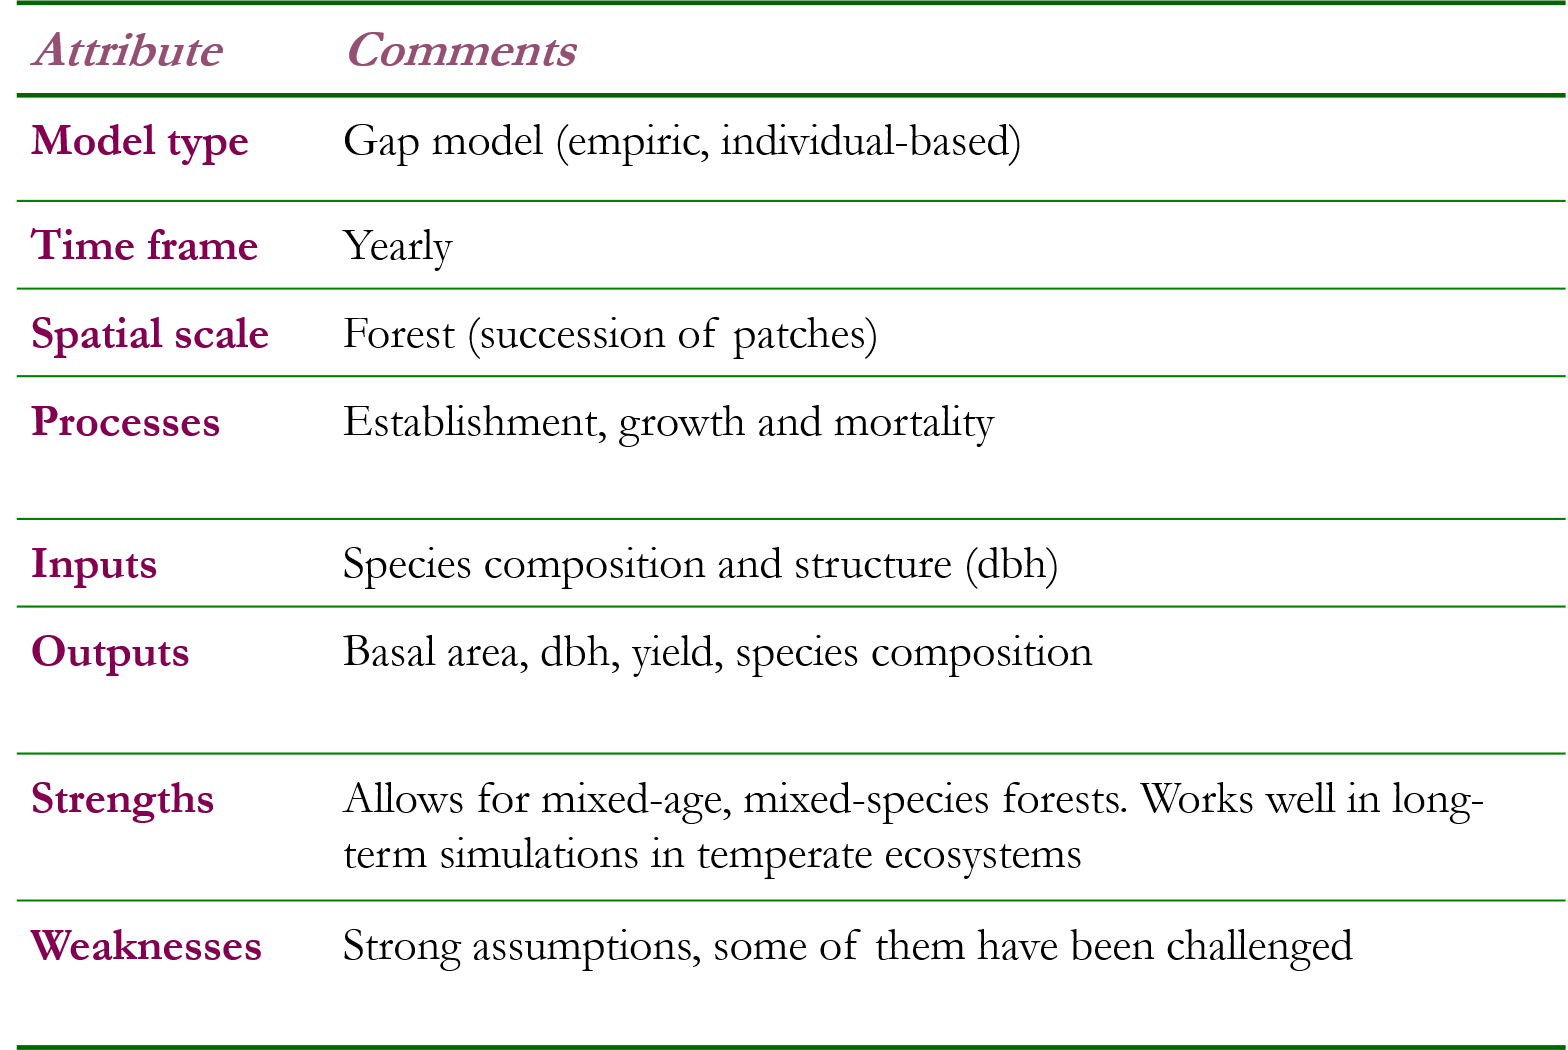 Attribute Comments
Model type Gap model (empiric, individual-based)
Time frame Yearly
Spatial scale Forest (succession of patches)
Processes Establishment, growth and mortality
Inputs Species composition and structure (dbh)
Outputs Basal area, dbh, yield, species composition
Strengths Allows for mixed-age, mixed-species forests. Works well in long-
term simulations in temperate ecosystems
Weaknesses Strong assumptions, some of them have been challenged